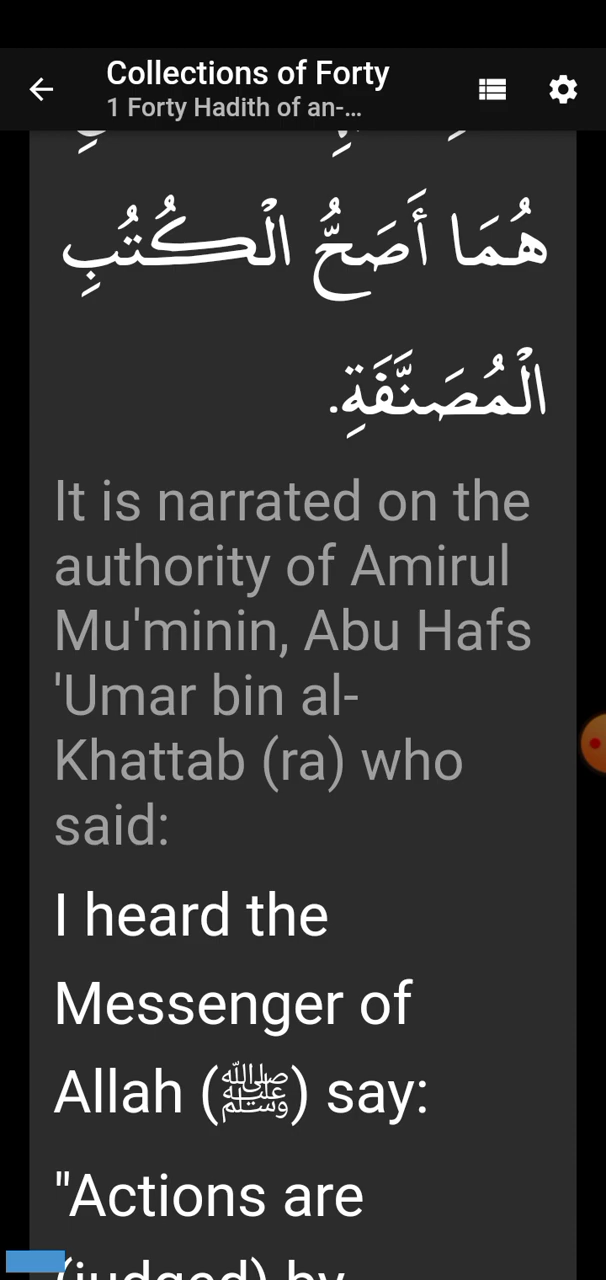 Collections of Forty
1 Forty Hadith of an-...
هُمَا أَصَحُّ الْكُتُبِ
الْمُصَنَّفَةِ.
It is narrated on the
authority of Amirul
Mu'minin, Abu Hafs
'Umar bin al-
Khattab (ra) who
said:
I heard the
Messenger of
Allah (ﷺ) say:
"Actions are
(judged) by